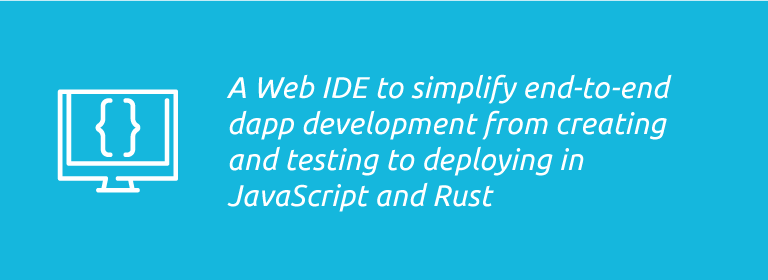 A Web IDE to simplify end-to-end
dapp development from creating
and testing to deploying in
JavaScript and Rust